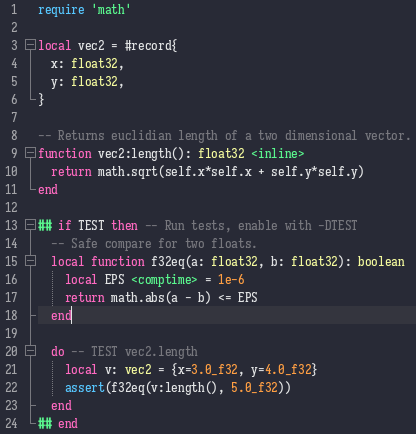 1 require 'math'
2
3 local vec2 = #record{
4   x: float32,
5   y: float32,
6 }
7
8 -- Returns euclidian length of a two dimensional vector.
9 function vec2:length(): float32 <inline>
10   return math.sqrt(self.x*self.x + self.y*self.y)
11 end
12
13 ## if TEST then -- Run tests, enable with -DTEST
14   -- Safe compare for two floats.
15   local function f32eq(a: float32, b: float32): boolean
16     local EPS <comptime> = 1e-6
17     return math.abs(a - b) <= EPS
18   end
19
20   do -- TEST vec2.length
21     local v: vec2 = {x=3.0_f32, y=4.0_f32}
22     assert(f32eq(v:length(), 5.0_f32))
23   end
24 ## end